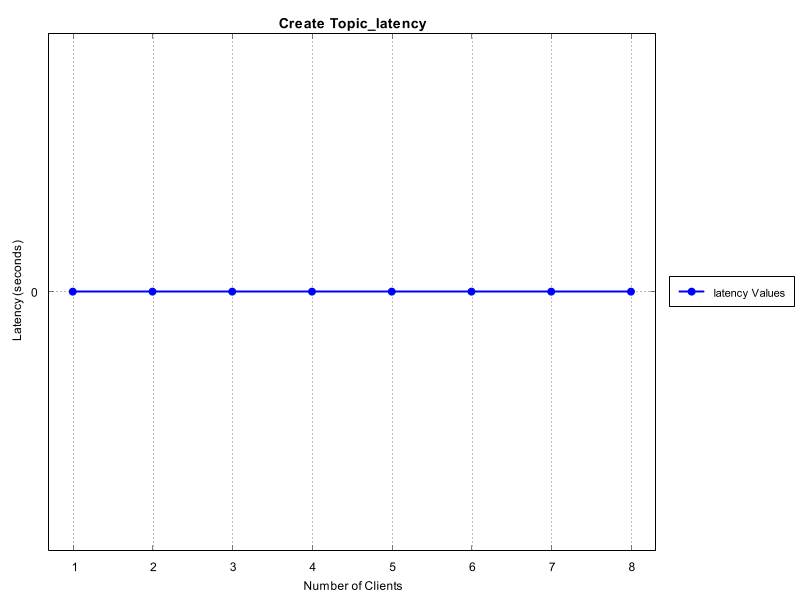 Create Topic_latency
Latency (seconds)
0
latency Values
1 2 3 4 5 6 7 8
Number of Clients